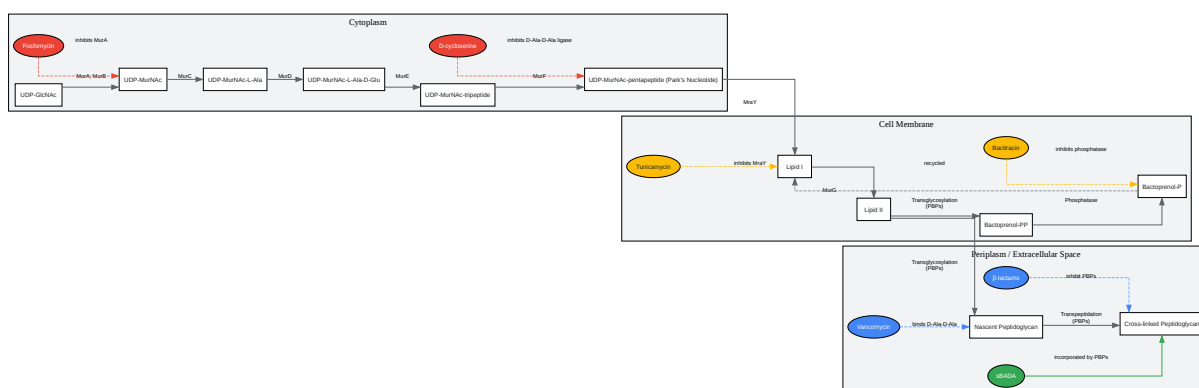 Cytoplasm
Fosfomycin
inhibits MurA
D-cycloserine
inhibits D-Ala-D-Ala ligase
MurA, MurB
UDP-MurNAc
MurC
UDP-MurNAc-L-Ala
MurD
UDP-MurNAc-L-Ala-D-Glu
MurE
MurF
UDP-MurNAc-pentapeptide (Park's Nucleotide)
UDP-GlcNAc
UDP-MurNAc-tripeptide
MraY
Cell Membrane
Tunicamycin
inhibits MraY
Lipid I
recycled
Bacitracin
inhibits phosphatase
MurG
Bactoprenol-P
Lipid II
Transglycosylation
(PBPs)
Phosphatase
Bactoprenol-PP
Periplasm / Extracellular Space
Transglycosylation
(PBPs)
β-lactams
inhibit PBPs
Vancomycin
binds D-Ala-D-Ala
Nascent Peptidoglycan
Transpeptidation
(PBPs)
Cross-linked Peptidoglycan
sBADA
incorporated by PBPs